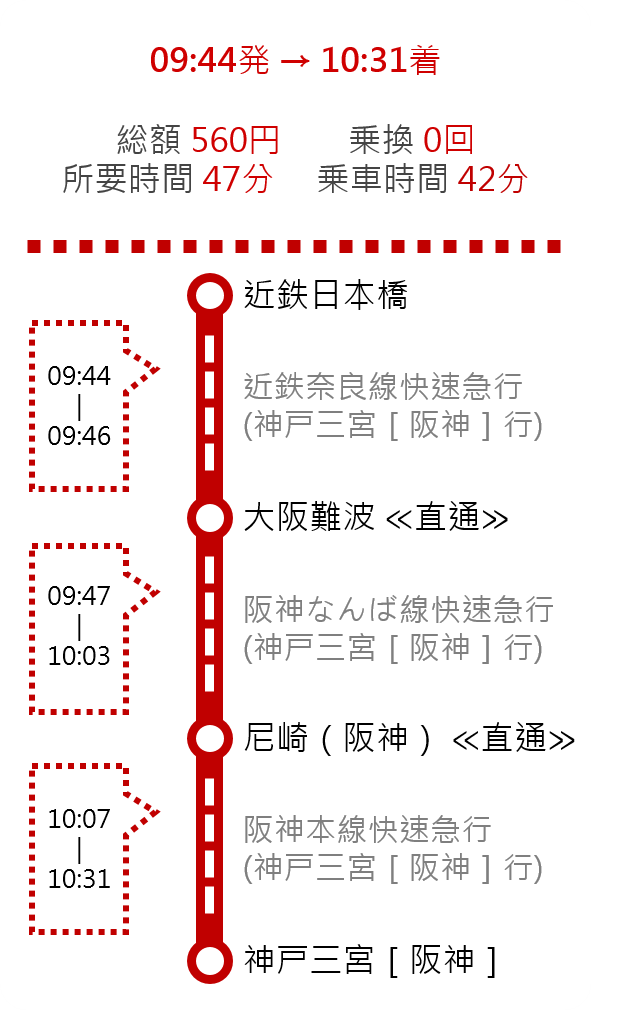 09:44発 → 10:31着
総額 560円 乗換 0回
所要時間 47分 乗車時間 42分
近鉄日本橋
09:44
|
09:46
近鉄奈良線快速急行
(神戸三宮 [ 阪神 ] 行)
大阪難波 ≪直通≫
09:47
|
10:03
阪神なんば線快速急行
(神戸三宮 [ 阪神 ] 行)
尼崎 ( 阪神 ) ≪直通≫
10:07
|
10:31
阪神本線快速急行
(神戸三宮 [ 阪神 ] 行)
神戸三宮 [ 阪神 ]